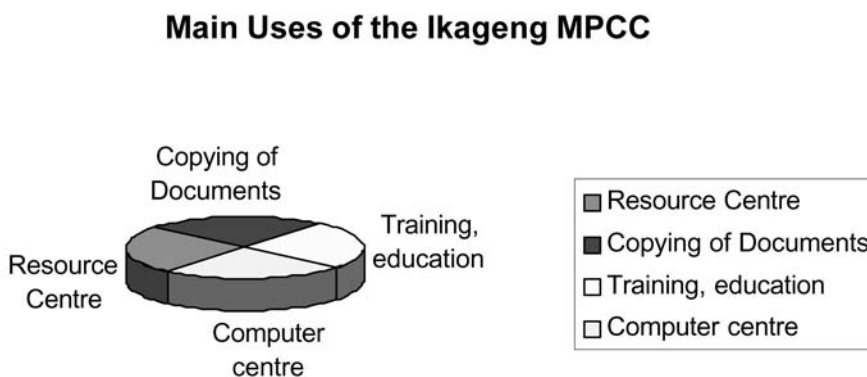 Main Uses of the Ikageng MPCC
Copying of
Documents
Training,
education
Resource
Centre
Computer
centre
Resource Centre
Copying of Documents
Training, education
Computer centre